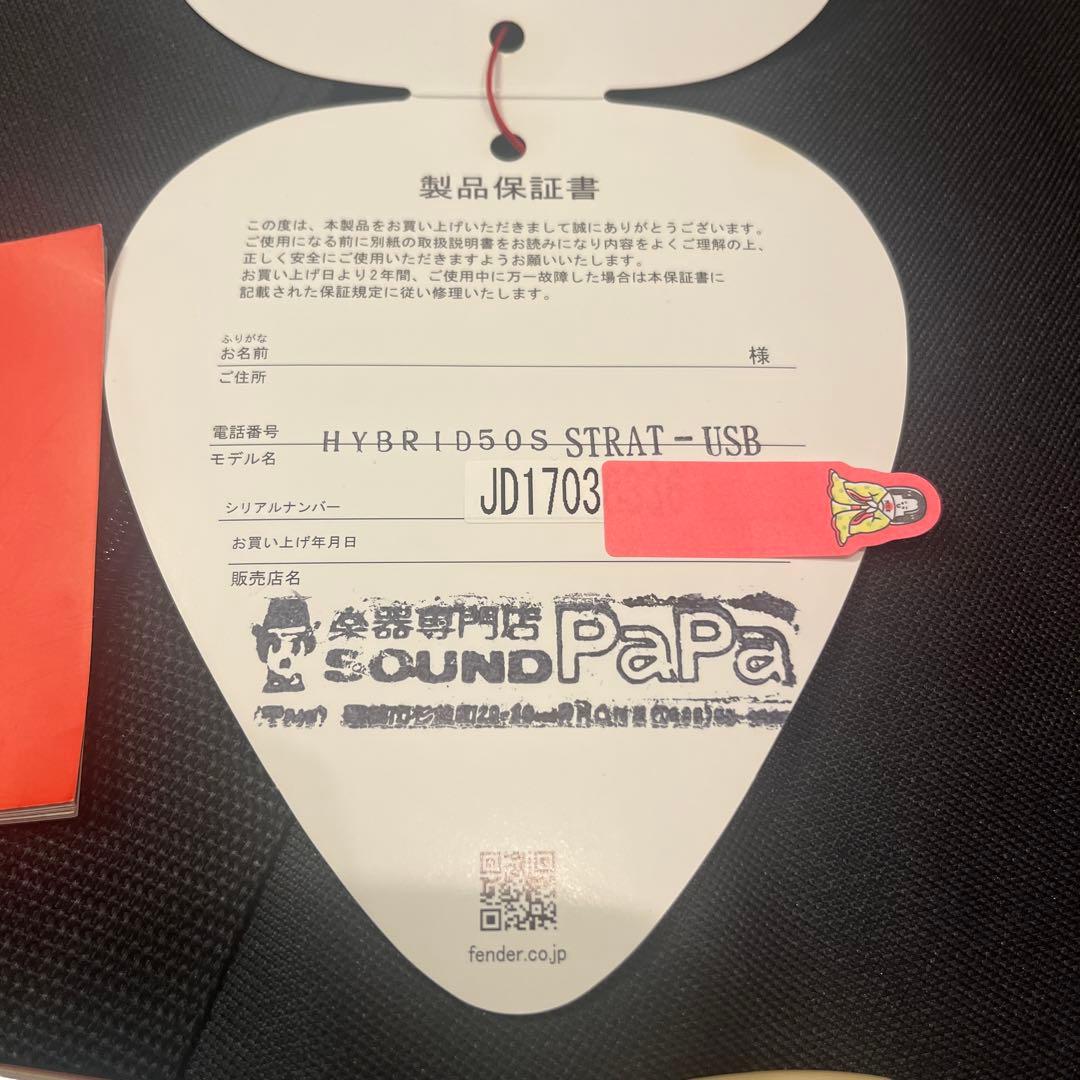 製品保証書
この度は、本製品をお買い上げいただきまして誠にありがとうございます。
ご使用になる前に別紙の取扱説明書をお読みになり内容をよくご理解の上、
正しく安全にご使用いただきますようお願いいたします。
お買い上げ日より2年間、ご使用中に万一故障した場合は本保証書に
記載された保証規定に従い修理いたします。
ふりがな
お名前 様
ご住所
電話番号
HYBRID50S STRAT-USB
モデル名
JD1703
シリアルナンバー
お買い上げ年月日
販売店名
楽器専門店
SOUND PaPa
fender.co.jp